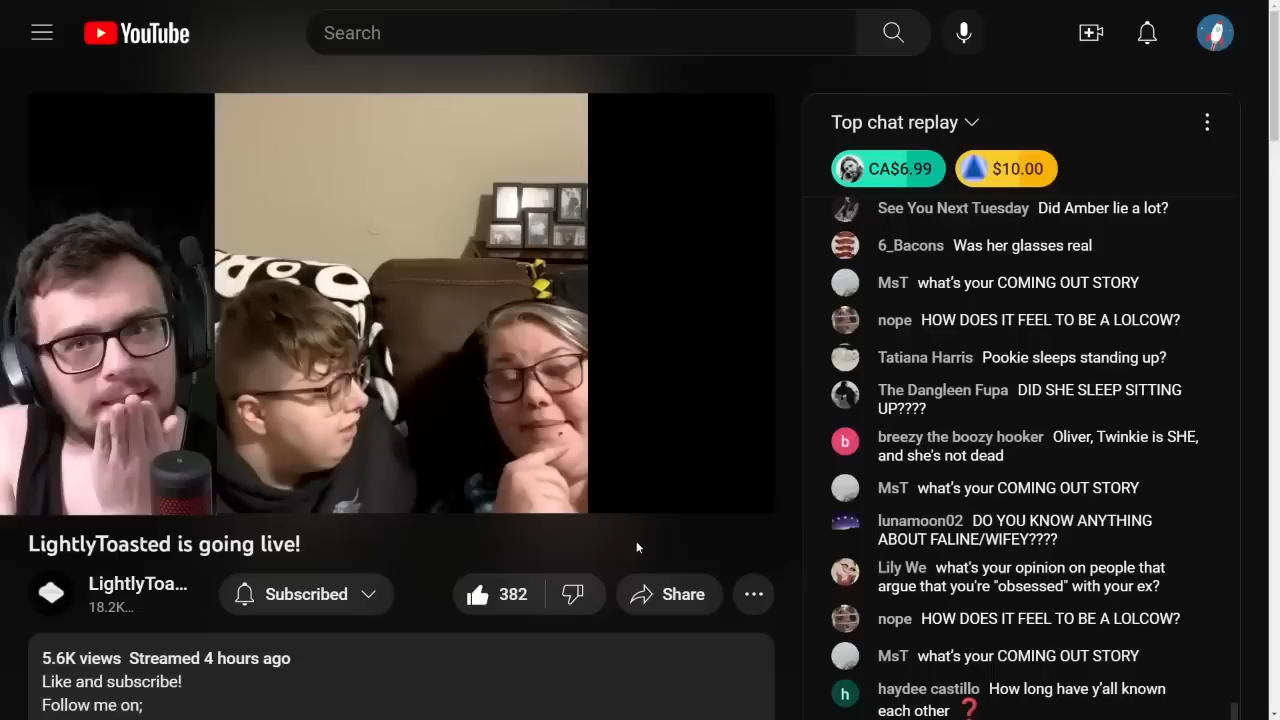 YouTube
Search
Top chat replay
CA$6.99
$10.00
See You Next Tuesday Did Amber lie a lot?
6_Bacons Was her glasses real
MsT what's your COMING OUT STORY
nope HOW DOES IT FEEL TO BE A LOLCOW?
Tatiana Harris Pookie sleeps standing up?
The Dangleen Fupa DID SHE SLEEP SITTING
UP????
b
breezy the boozy hooker Oliver, Twinkie is SHE,
and she's not dead
MsT what's your COMING OUT STORY
lunamoon02 DO YOU KNOW ANYTHING
ABOUT FALINE/WIFEY????
Lily We what's your opinion on people that
argue that you're "obsessed" with your ex?
nope HOW DOES IT FEEL TO BE A LOLCOW?
MsT what's your COMING OUT STORY
h
haydee castillo How long have y'all known
each other ❓
LightlyToasted is going live!
LightlyToa...
18.2K...
Subscribed
382
Share
5.6K views Streamed 4 hours ago
Like and subscribe!
Follow me on;